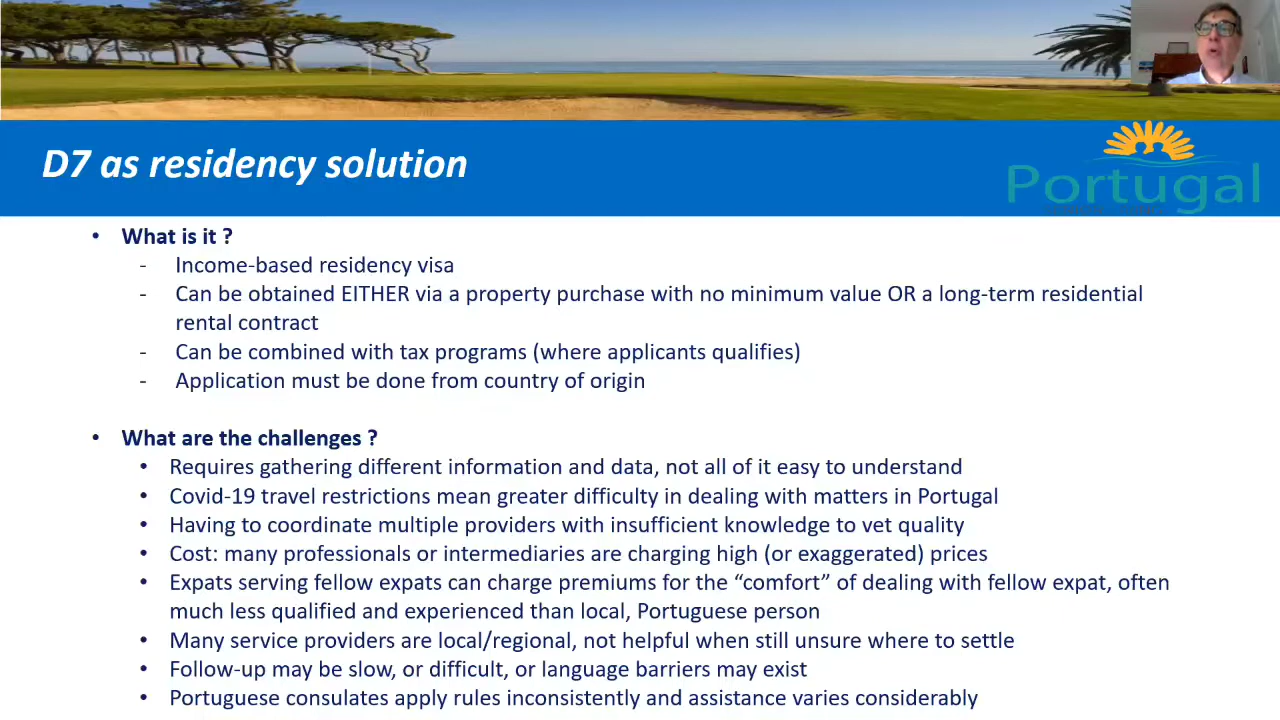 D7 as residency solution
Portugal
• What is it ?
- Income-based residency visa
- Can be obtained EITHER via a property purchase with no minimum value OR a long-term residential
rental contract
- Can be combined with tax programs (where applicants qualifies)
- Application must be done from country of origin
• What are the challenges ?
• Requires gathering different information and data, not all of it easy to understand
• Covid-19 travel restrictions mean greater difficulty in dealing with matters in Portugal
• Having to coordinate multiple providers with insufficient knowledge to vet quality
• Cost: many professionals or intermediaries are charging high (or exaggerated) prices
• Expats serving fellow expats can charge premiums for the “comfort” of dealing with fellow expat, often
much less qualified and experienced than local, Portuguese person
• Many service providers are local/regional, not helpful when still unsure where to settle
• Follow-up may be slow, or difficult, or language barriers may exist
• Portuguese consulates apply rules inconsistently and assistance varies considerably